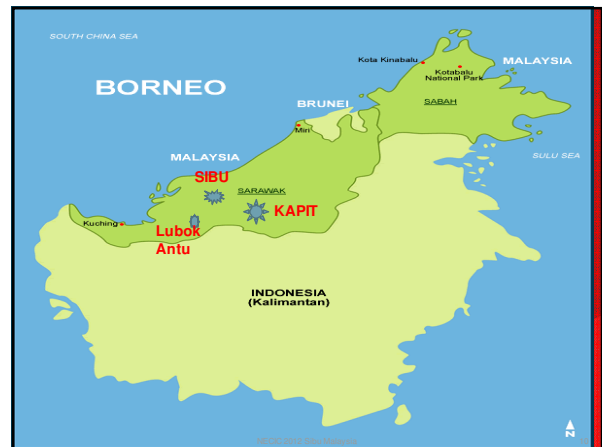 SOUTH CHINA SEA
Kota Kinabalu
MALAYSIA
Kotabalu
National Park
BORNEO
SABAH
BRUNEI
Miri
SULU SEA
MALAYSIA
SIBU
SARAWAK
KAPIT
Kuching
Lubok
Antu
INDONESIA
(Kalimantan)
N